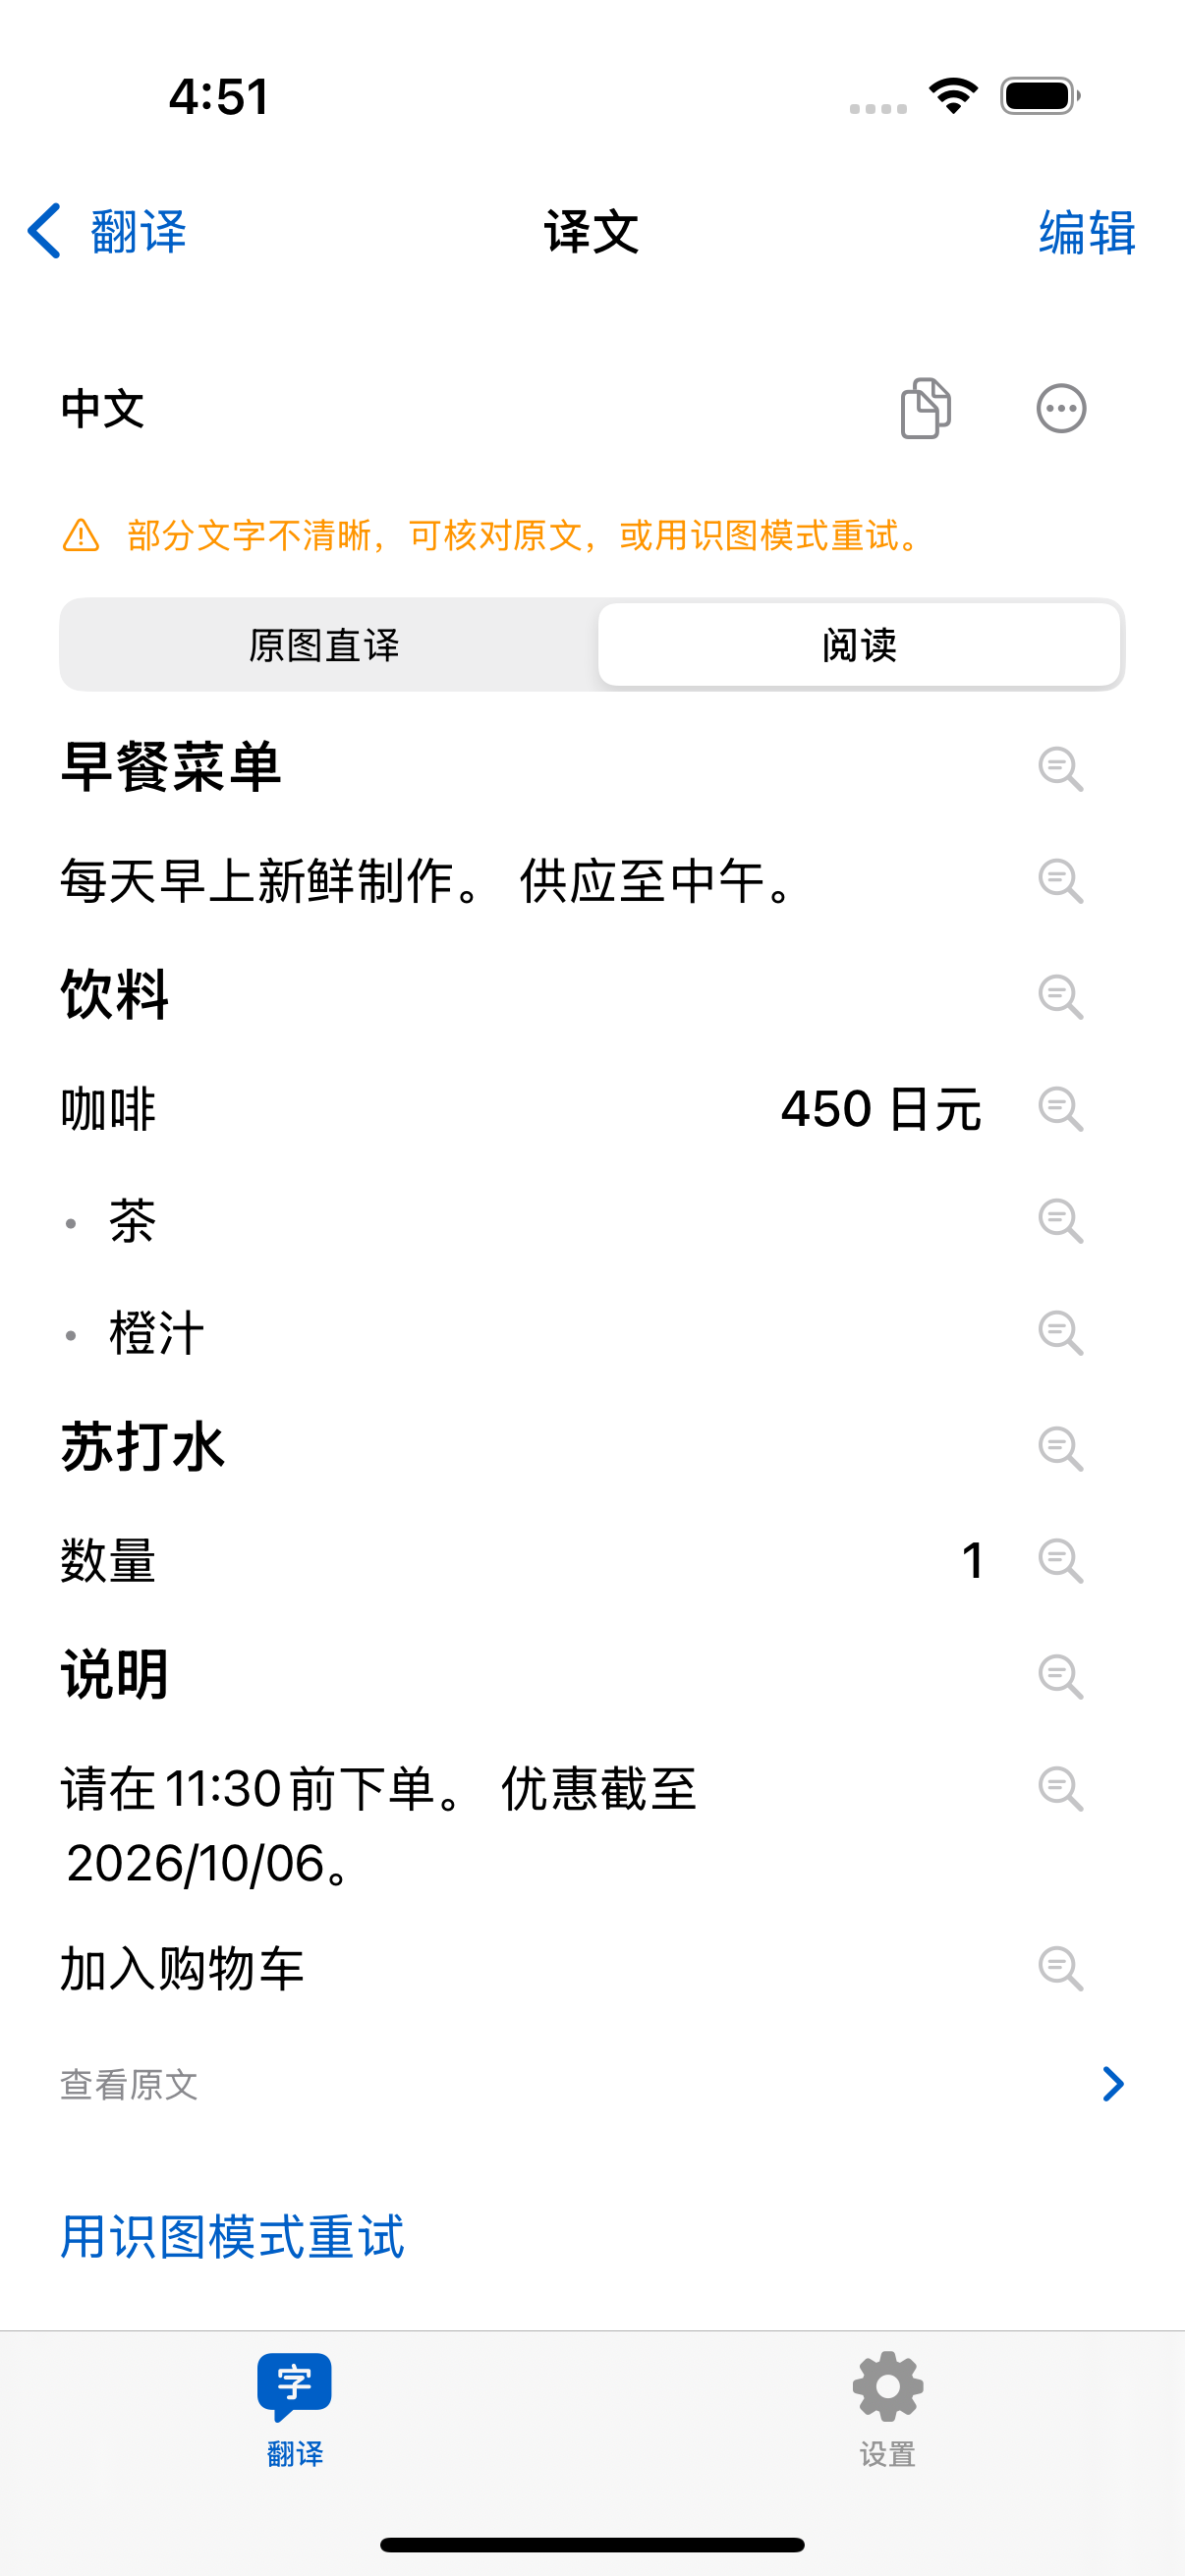 4:51
翻译
译文
编辑
中文
部分文字不清晰，可核对原文，或用识图模式重试。
原图直译
阅读
早餐菜单
每天早上新鲜制作。 供应至中午。
饮料
咖啡 450 日元
• 茶
• 橙汁
苏打水
数量 1
说明
请在 11:30 前下单。 优惠截至
2026/10/06。
加入购物车
查看原文
用识图模式重试
字
翻译
设置